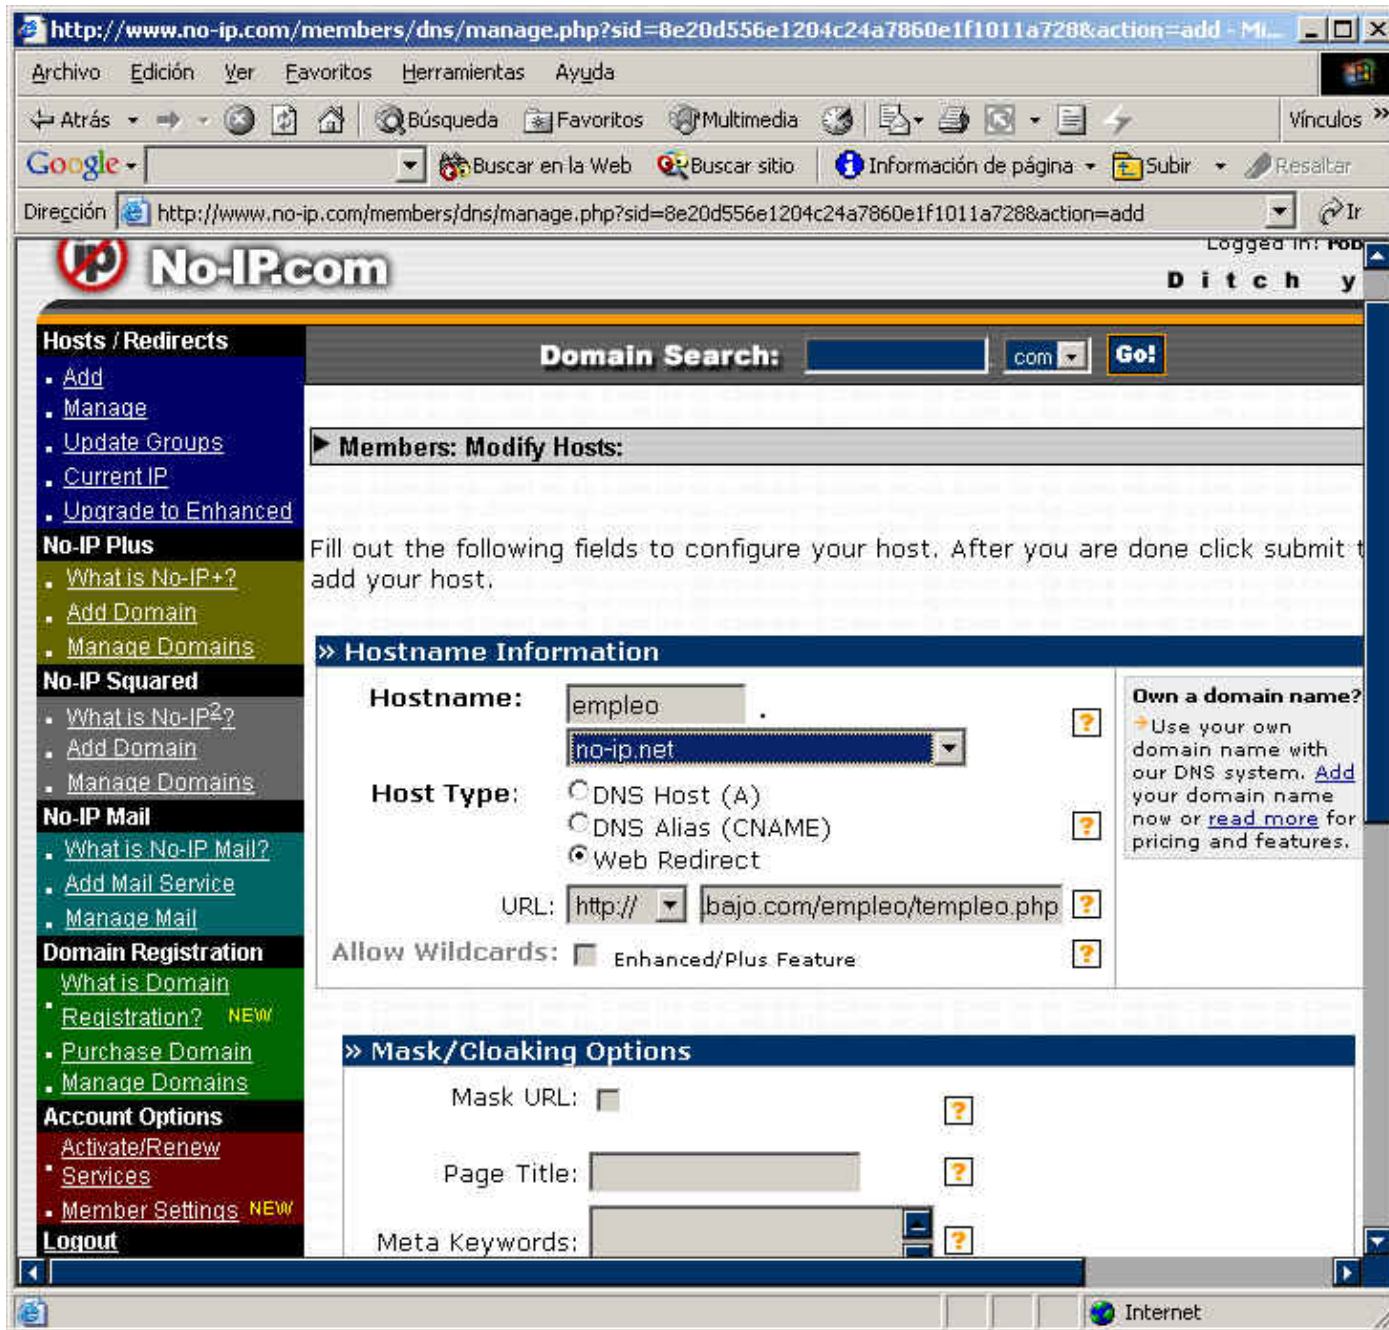 http://www.no-ip.com/members/dns/manage.php?sid=8e20d556e1204c24a7860e1f1011a728&action=add - Mi...
Archivo Edición Ver Favoritos Herramientas Ayuda
Atrás Búsqueda Favoritos Multimedia Vínculos »
Google Buscar en la Web Buscar sitio Información de página Subir Resaltar
Dirección http://www.no-ip.com/members/dns/manage.php?sid=8e20d556e1204c24a7860e1f1011a728&action=add Ir
ip No-IP.com
Logged in: rob
Ditch y
Domain Search: . com Go!
Hosts / Redirects
Add
Manage
Update Groups
Current IP
Upgrade to Enhanced
No-IP Plus
What is No-IP+?
Add Domain
Manage Domains
No-IP Squared
What is No-IP²?
Add Domain
Manage Domains
No-IP Mail
What is No-IP Mail?
Add Mail Service
Manage Mail
Domain Registration
What is Domain
Registration? NEW
Purchase Domain
Manage Domains
Account Options
Activate/Renew
Services
Member Settings NEW
Logout
Members: Modify Hosts:
Fill out the following fields to configure your host. After you are done click submit t
add your host.
» Hostname Information
Hostname: empleo . ?
no-ip.net
Host Type: DNS Host (A)
DNS Alias (CNAME) ?
Web Redirect
URL: http:// .bajo.com/empleo/templeo.php ?
Allow Wildcards: Enhanced/Plus Feature ?
Own a domain name?
Use your own
domain name with
our DNS system. Add
your domain name
now or read more for
pricing and features.
» Mask/Cloaking Options
Mask URL: ?
Page Title: ?
Meta Keywords: ?
Internet